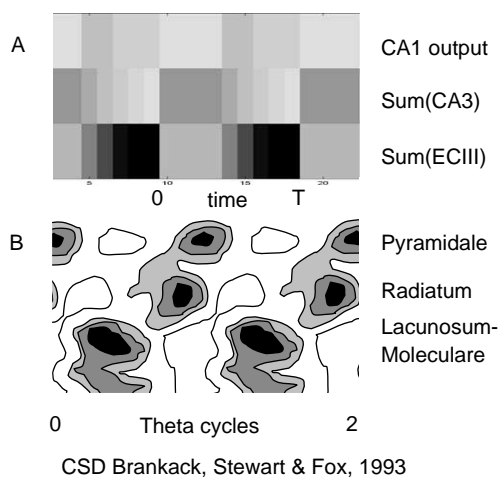 A
CA1 output
Sum(CA3)
Sum(ECIII)
5 10 15 20
0 time T
B
Pyramidale
Radiatum
Lacunosum-
Moleculare
0 Theta cycles 2
CSD Brankack, Stewart & Fox, 1993